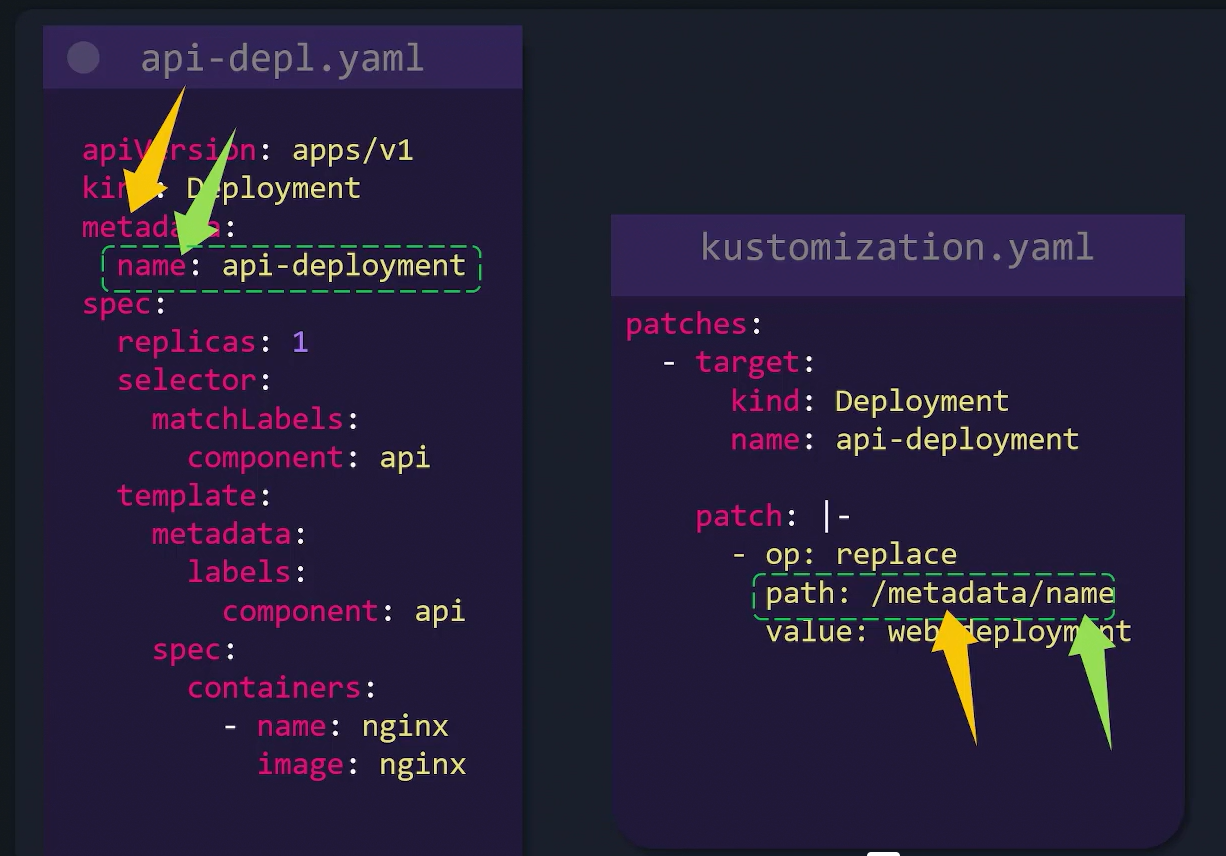 api-depl.yaml
apiVersion: apps/v1
kind: Deployment
metadata:
name: api-deployment
spec:
replicas: 1
selector:
matchLabels:
component: api
template:
metadata:
labels:
component: api
spec:
containers:
- name: nginx
image: nginx
kustomization.yaml
patches:
- target:
kind: Deployment
name: api-deployment
patch: |-
- op: replace
path: /metadata/name
value: web-deployment